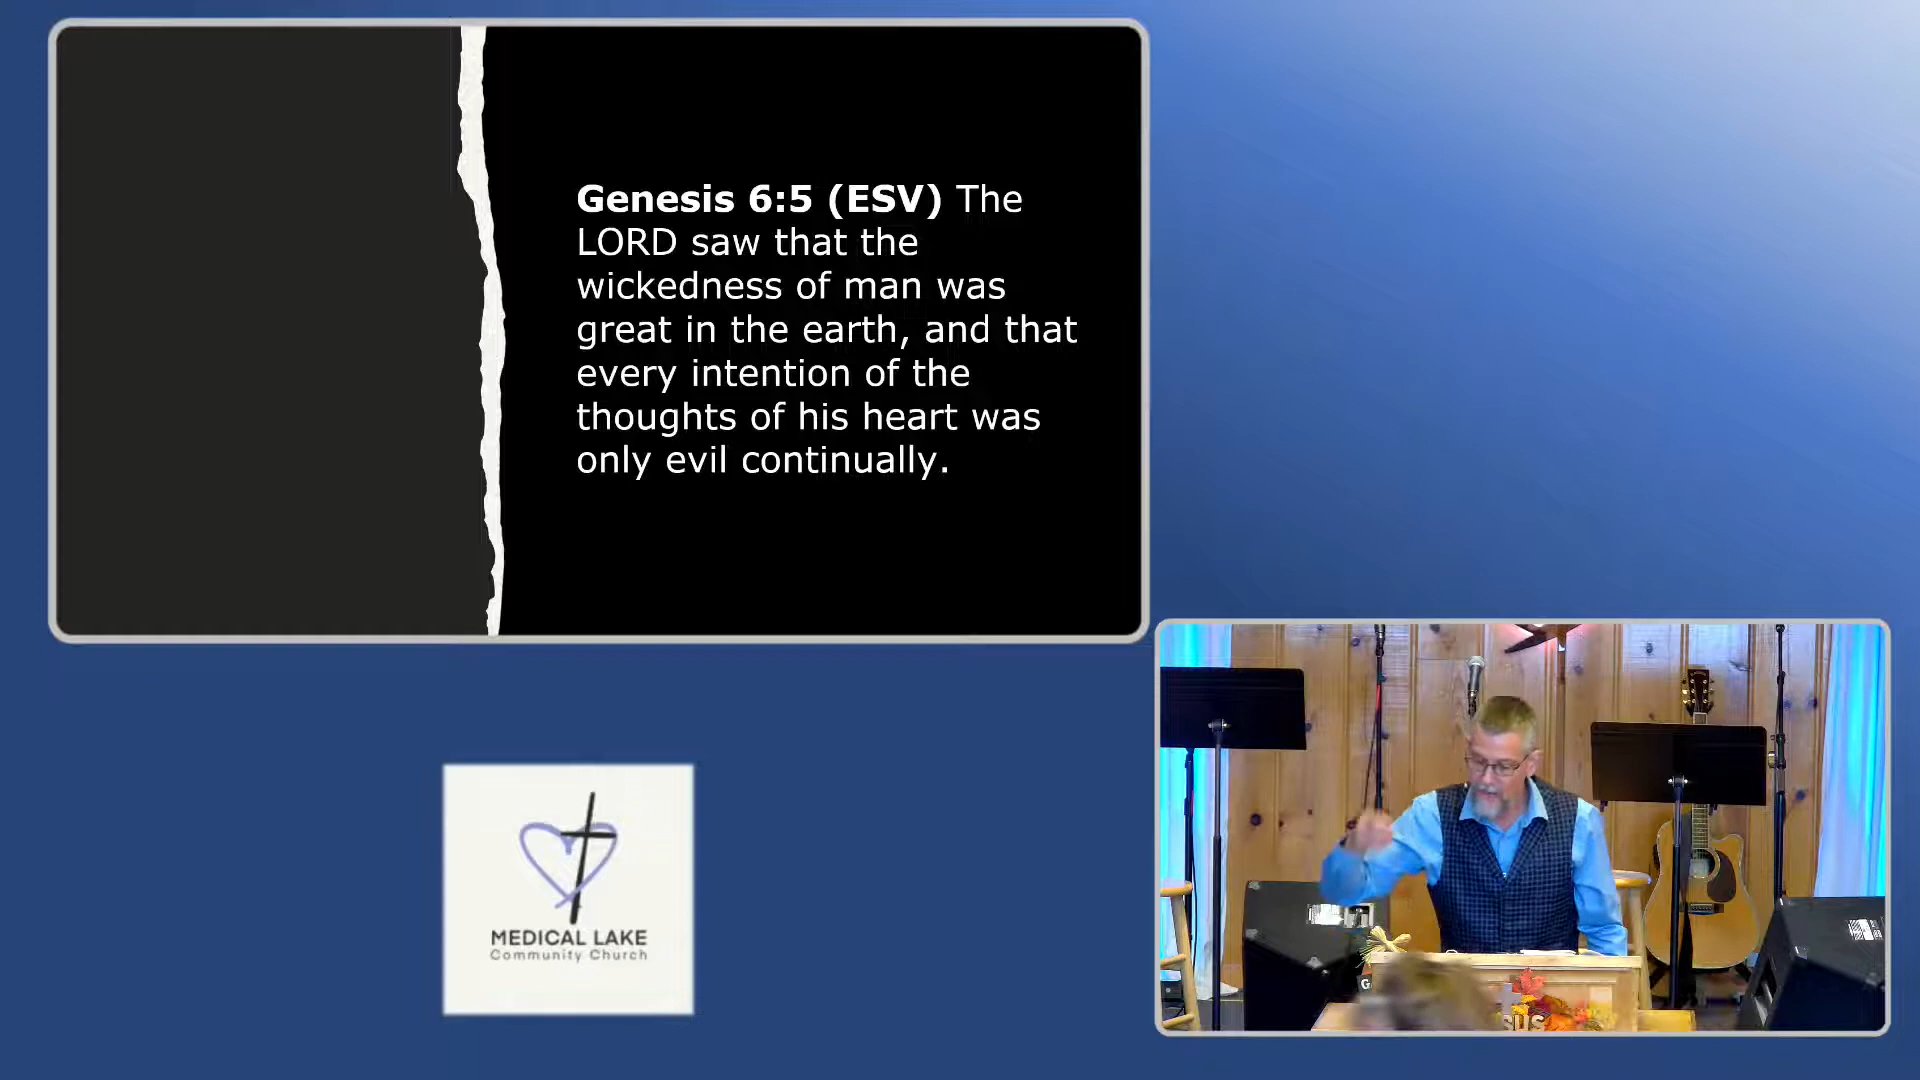 Genesis 6:5 (ESV) The
LORD saw that the
wickedness of man was
great in the earth, and that
every intention of the
thoughts of his heart was
only evil continually.
MEDICAL LAKE
Community Church